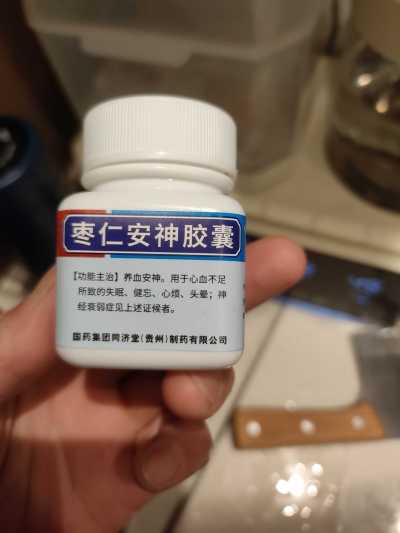 枣仁安神胶囊
【功能主治】养血安神。用于心血不足
所致的失眠、健忘、心烦、头晕；神
经衰弱症见上述证候者。
国药集团同济堂(贵州)制药有限公司